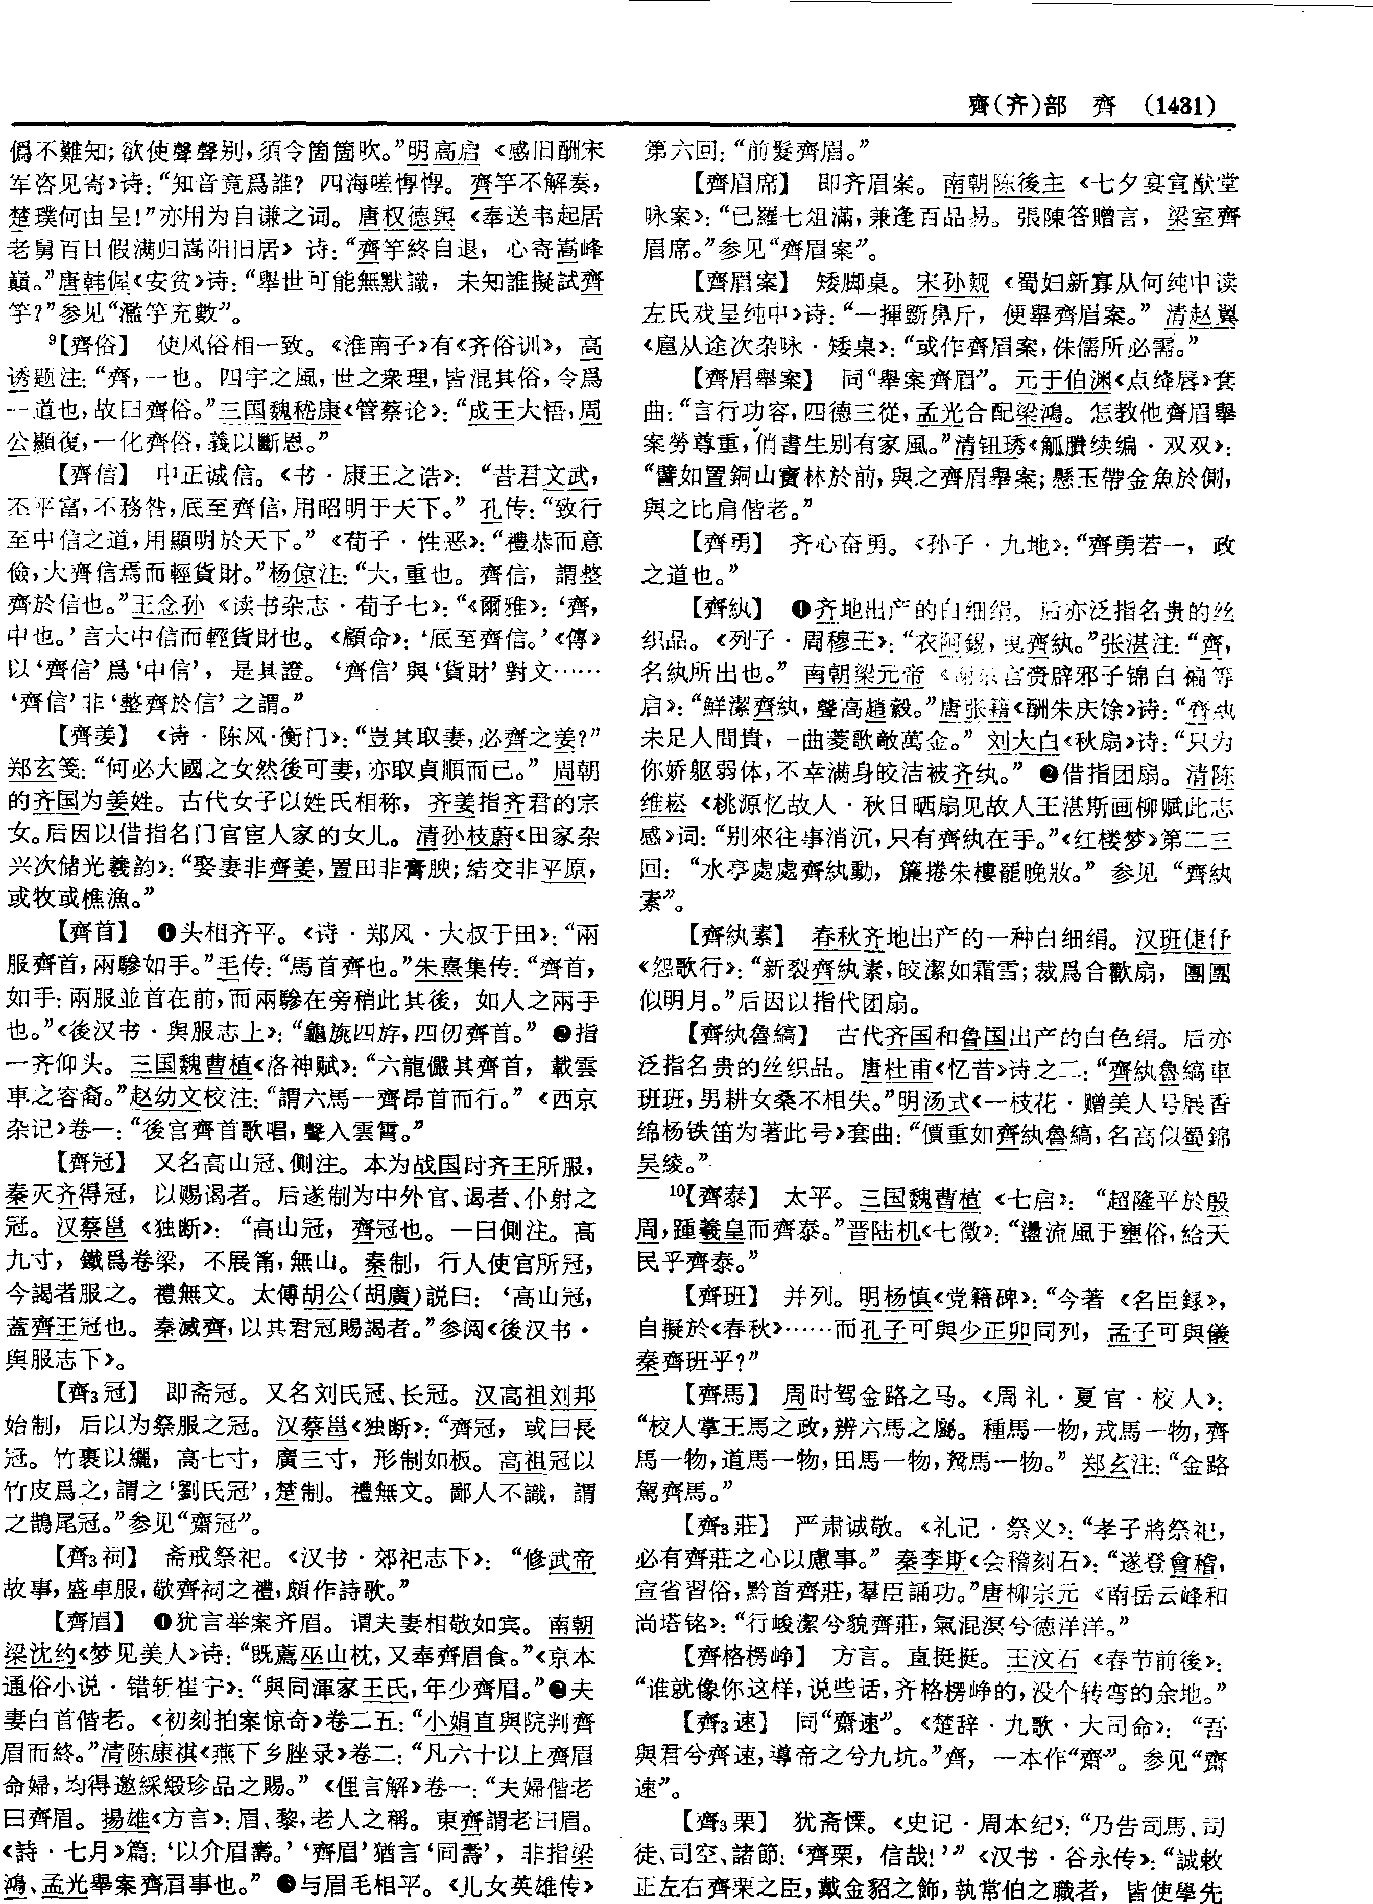 齊(齐)部　齊　(1431)
僞不難知；欲使聲聲别，須令箇箇吹。”明高启《感旧酬宋
军咨见寄》诗：“知音竟爲誰？四海嗟惸惸。齊竽不解奏，
楚璞何由呈！”亦用为自谦之词。唐权德舆《奉送韦起居
老舅百日假满归嵩阳旧居》诗：“齊竽終自退，心寄嵩峰
巔。”唐韩偓《安贫》诗：“舉世可能無默識，未知誰擬試齊
竽？”参见“濫竽充數”。
9【齊俗】　使风俗相一致。《淮南子》有《齐俗训》，高
诱题注：“齊，一也。四宇之風，世之衆理，皆混其俗，令爲
一道也，故曰齊俗。”三国魏嵇康《管蔡论》：“成王大悟，周
公顯復，一化齊俗，義以斷恩。”
【齊信】　中正诚信。《书·康王之诰》：“昔君文武，
丕平富，不務咎，厎至齊信，用昭明于天下。”孔传：“致行
至中信之道，用顯明於天下。”《荀子·性恶》：“禮恭而意
儉，大齊信焉而輕貨財。”杨倞注：“大，重也。齊信，謂整
齊於信也。”王念孙《读书杂志·荀子七》：“《爾雅》：‘齊，
中也。’言大中信而輕貨財也。《顧命》：‘厎至齊信。’《傳》
以‘齊信’爲‘中信’，是其證。‘齊信’與‘貨財’對文……
‘齊信’非‘整齊於信’之謂。”
【齊姜】　《诗·陈风·衡门》：“豈其取妻，必齊之姜？”
郑玄笺：“何必大國之女然後可妻，亦取貞順而已。”周朝
的齐国为姜姓。古代女子以姓氏相称，齐姜指齐君的宗
女。后因以借指名门官宦人家的女儿。清孙枝蔚《田家杂
兴次储光羲韵》：“娶妻非齊姜，置田非膏腴；結交非平原，
或牧或樵漁。”
【齊首】　❶头相齐平。《诗·郑风·大叔于田》：“兩
服齊首，兩驂如手。”毛传：“馬首齊也。”朱熹集传：“齊首，
如手：兩服並首在前，而兩驂在旁稍此其後，如人之兩手
也。”《後汉书·舆服志上》：“龜旐四斿，四仞齊首。”❷指
一齐仰头。三国魏曹植《洛神赋》：“六龍儼其齊首，載雲
車之容裔。”赵幼文校注：“謂六馬一齊昂首而行。”《西京
杂记》卷一：“後宫齊首歌唱，聲入雲霄。”
【齊冠】　又名高山冠、侧注。本为战国时齐王所服，
秦灭齐得冠，以赐谒者。后遂制为中外官、谒者、仆射之
冠。汉蔡邕《独断》：“高山冠，齊冠也。一曰側注。高
九寸，鐵爲卷梁，不展筩，無山。秦制，行人使官所冠，
今謁者服之。禮無文。太傅胡公（胡廣）説曰：‘高山冠，
蓋齊王冠也。秦滅齊，以其君冠賜謁者。”参阅《後汉书·
舆服志下》。
【齊3冠】　即斋冠。又名刘氏冠、长冠。汉高祖刘邦
始制，后以为祭服之冠。汉蔡邕《独断》：“齊冠，或曰長
冠。竹裹以纚，高七寸，廣三寸，形制如板。高祖冠以
竹皮爲之，謂之‘劉氏冠’，楚制。禮無文。鄙人不識，謂
之鵲尾冠。”参见“齋冠”。
【齊3祠】　斋戒祭祀。《汉书·郊祀志下》：“修武帝
故事，盛車服，敬齊祠之禮，頗作詩歌。”
【齊眉】　❶犹言举案齐眉。谓夫妻相敬如宾。南朝
梁沈约《梦见美人》诗：“既薦巫山枕，又奉齊眉食。”《京本
通俗小说·错斩崔宁》：“與同渾家王氏，年少齊眉。”❷夫
妻白首偕老。《初刻拍案惊奇》卷二五：“小娟直與院判齊
眉而終。”清陈康祺《燕下乡脞录》卷二：“凡六十以上齊眉
命婦，均得邀綵緞珍品之賜。”《俚言解》卷一：“夫婦偕老
曰齊眉。揚雄《方言》：眉、黎，老人之稱。東齊謂老曰眉。
《詩·七月》篇：‘以介眉壽。’‘齊眉’猶言‘同壽’，非指梁
鴻、孟光舉案齊眉事也。”❸与眉毛相平。《儿女英雄传》
第六回：“前髮齊眉。”
【齊眉席】　即齐眉案。南朝陈後主《七夕宴宣猷堂
咏案》：“已羅七俎滿，兼逢百品易。張陳答贈言，梁室齊
眉席。”参见“齊眉案”。
【齊眉案】　矮脚桌。宋孙觌《蜀妇新寡从何纯中读
左氏戏呈纯中》诗：“一揮斲鼻斤，便舉齊眉案。”清赵翼
《扈从途次杂咏·矮桌》：“或作齊眉案，侏儒所必需。”
【齊眉舉案】　同“舉案齊眉”。元于伯渊《点绛唇》套
曲：“言行功容，四德三從，孟光合配梁鴻。怎教他齊眉舉
案勞尊重，俏書生别有家風。”清钮琇《觚賸续编·双双》：
“譬如置銅山寶林於前，與之齊眉舉案；懸玉帶金魚於側，
與之比肩偕老。”
【齊勇】　齐心奋勇。《孙子·九地》：“齊勇若一，政
之道也。”
【齊紈】　❶齐地出产的白细绢。后亦泛指名贵的丝
织品。《列子·周穆王》：“衣阿錫，曳齊紈。”张湛注：“齊，
名紈所出也。”南朝梁元帝《谢东宫赉辟邪子锦白褊等
启》：“鮮潔齊紈，聲高趙縠。”唐张籍《酬朱庆馀》诗：“齊紈
未足人間貴，一曲菱歌敵萬金。”刘大白《秋扇》诗：“只为
你娇躯弱体，不幸满身皎洁被齐纨。”❷借指团扇。清陈
维崧《桃源忆故人·秋日晒扇见故人王湛斯画柳赋此志
感》词：“别來往事消沉，只有齊紈在手。”《红楼梦》第二三
回：“水亭處處齊紈動，簾捲朱樓罷晚妝。”参见“齊紈
素”。
【齊紈素】　春秋齐地出产的一种白细绢。汉班倢伃
《怨歌行》：“新裂齊紈素，皎潔如霜雪；裁爲合歡扇，團團
似明月。”后因以指代团扇。
【齊紈魯縞】　古代齐国和鲁国出产的白色绢。后亦
泛指名贵的丝织品。唐杜甫《忆昔》诗之二：“齊紈魯縞車
班班，男耕女桑不相失。”明汤式《一枝花·赠美人号展香
绵杨铁笛为著此号》套曲：“價重如齊紈魯縞，名高似蜀錦
吴綾。”
10【齊泰】　太平。三国魏曹植《七启》：“超隆平於殷
周，踵羲皇而齊泰。”晋陆机《七徵》：“盪流風于壅俗，給天
民乎齊泰。”
【齊班】　并列。明杨慎《党籍碑》：“今著《名臣録》，
自擬於《春秋》……而孔子可與少正卯同列，孟子可與儀
秦齊班乎？”
【齊馬】　周时驾金路之马。《周礼·夏官·校人》：
“校人掌王馬之政，辨六馬之屬。種馬一物，戎馬一物，齊
馬一物，道馬一物，田馬一物，駑馬一物。”郑玄注：“金路
駕齊馬。”
【齊3莊】　严肃诚敬。《礼记·祭义》：“孝子將祭祀，
必有齊莊之心以慮事。”秦李斯《会稽刻石》：“遂登會稽，
宣省習俗，黔首齊莊，羣臣誦功。”唐柳宗元《南岳云峰和
尚塔铭》：“行峻潔兮貌齊莊，氣混溟兮德洋洋。”
【齊格楞峥】　方言。直挺挺。王汶石《春节前後》：
“谁就像你这样，说些话，齐格楞峥的，没个转弯的余地。”
【齊3速】　同“齋速”。《楚辞·九歌·大司命》：“吾
與君兮齊速，導帝之兮九坑。”齊，一本作“齋”。参见“齋
速”。
【齊3栗】　犹斋慄。《史记·周本纪》：“乃告司馬、司
徒、司空、諸節：‘齊栗，信哉！’”《汉书·谷永传》：“誠敕
正左右齊栗之臣，戴金貂之飾，執常伯之職者，皆使學先